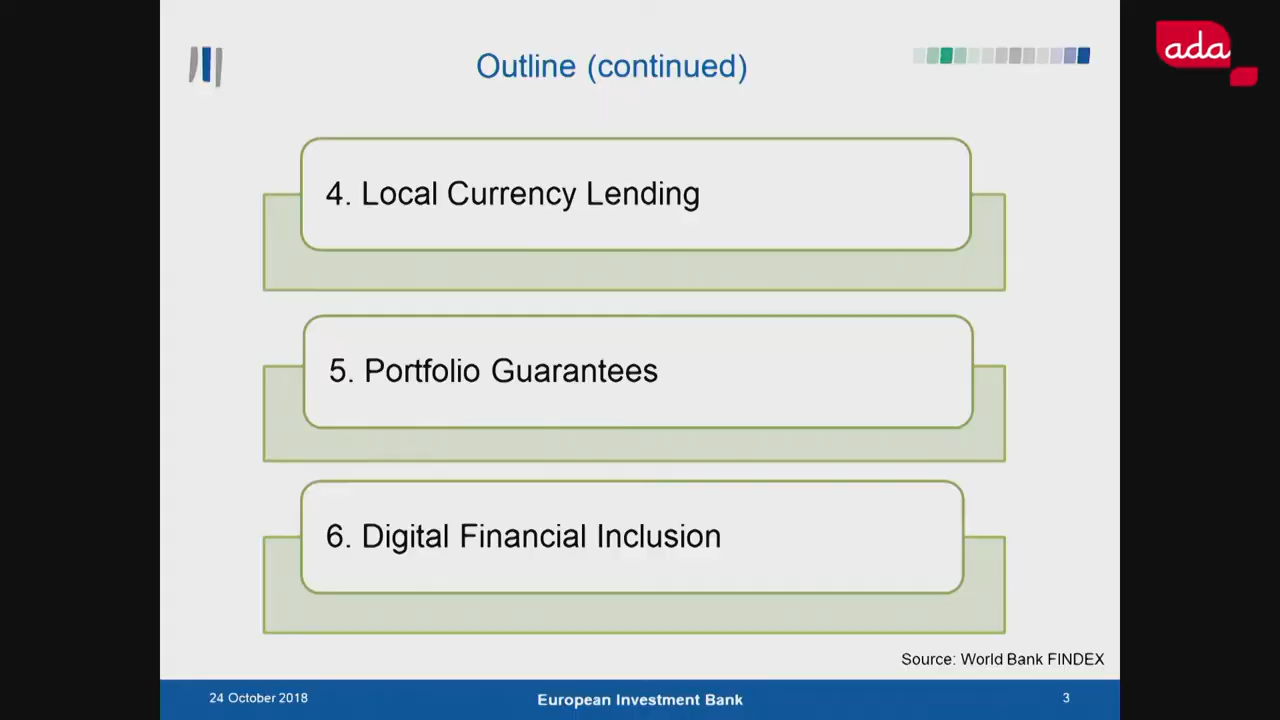 Outline (continued)
ada
4. Local Currency Lending
5. Portfolio Guarantees
6. Digital Financial Inclusion
Source: World Bank FINDEX
24 October 2018
European Investment Bank
3